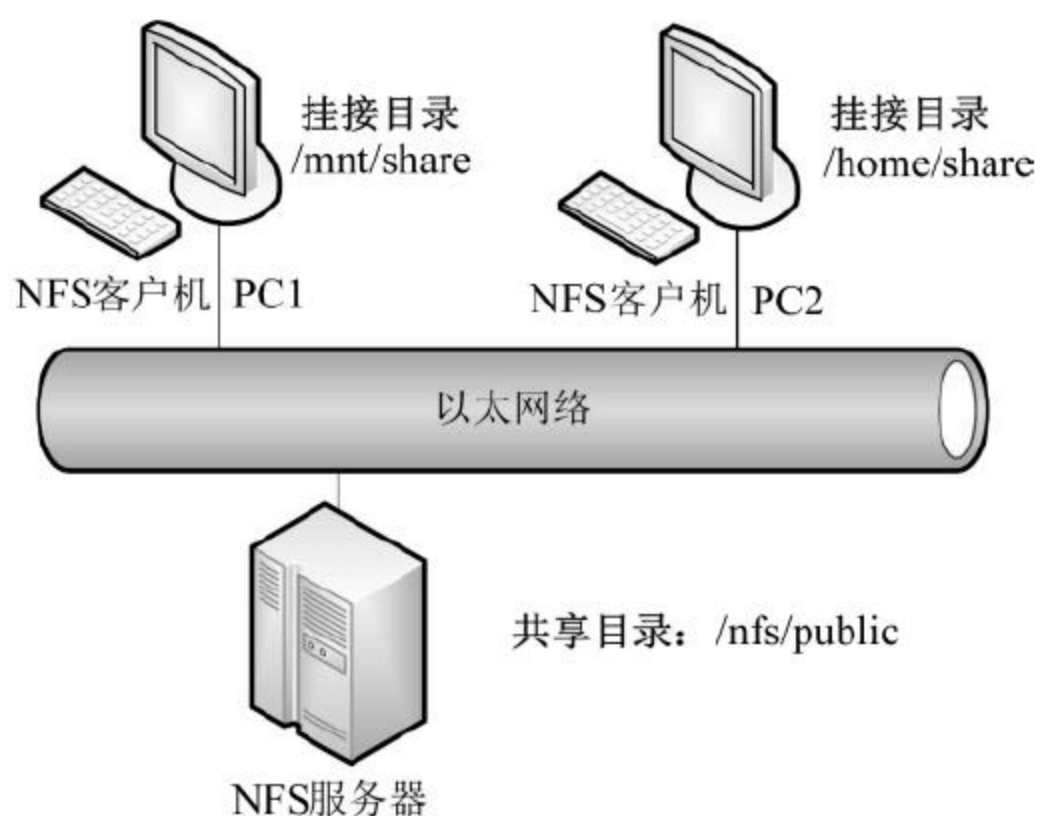 挂接目录
/mnt/share
挂接目录
/home/share
NFS客户机 PC1
NFS客户机 PC2
以太网络
共享目录：/nfs/public
NFS服务器